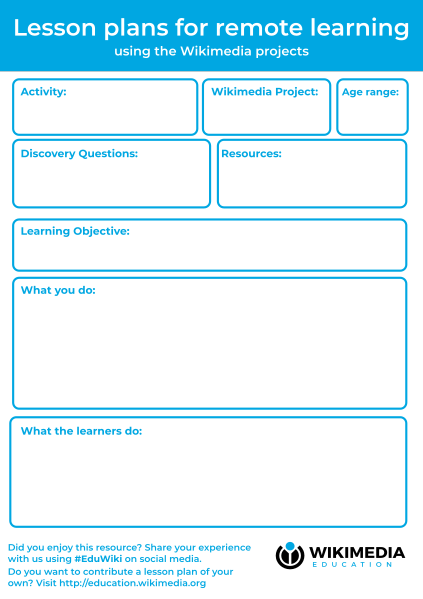 Lesson plans for remote learning
using the Wikimedia projects
Activity:
Wikimedia Project:
Age range:
Discovery Questions:
Resources:
Learning Objective:
What you do:
What the learners do:
Did you enjoy this resource? Share your experience
with us using #EduWiki on social media.
Do you want to contribute a lesson plan of your
own? Visit http://education.wikimedia.org
WIKIMEDIA
EDUCATION